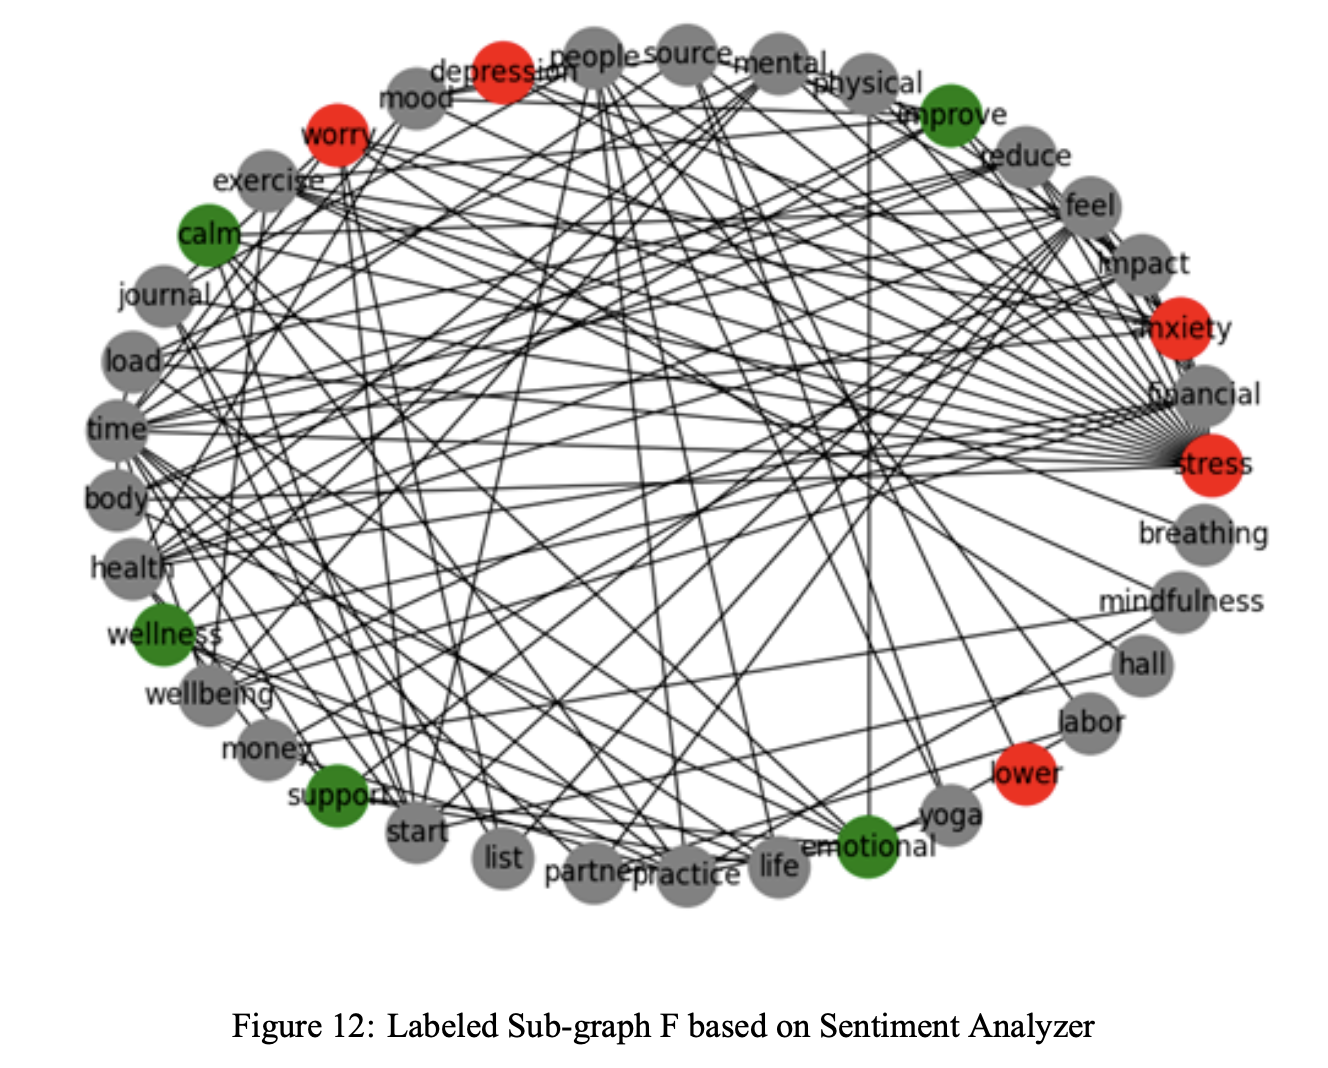 people
source
mental
depression
physical
mood
improve
worry
reduce
exercise
feel
calm
impact
journal
anxiety
load
financial
time
stress
body
breathing
health
mindfulness
wellness
hall
wellbeing
labor
money
lower
support
yoga
start
emotional
list
life
partner
practice
Figure 12: Labeled Sub-graph F based on Sentiment Analyzer